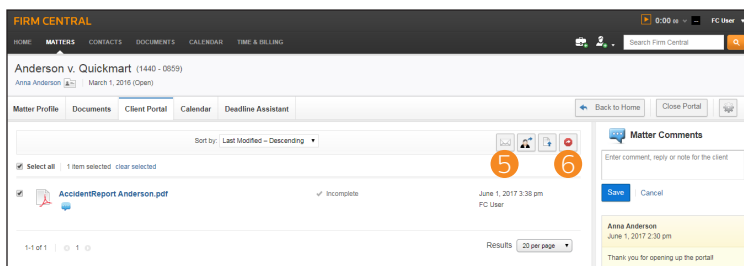 FIRM CENTRAL
0:00:00
FC User
HOME MATTERS CONTACTS DOCUMENTS CALENDAR TIME & BILLING
Search Firm Central
Anderson v. Quickmart (1440 - 0859)
Anna Anderson March 1, 2016 (Open)
Matter Profile Documents Client Portal Calendar Deadline Assistant
Back to Home Close Portal
Sort by: Last Modified – Descending
5 6
Select all 1 item selected clear selected
AccidentReport Anderson.pdf Incomplete June 1, 2017 3:38 pm
FC User
1-1 of 1 1 Results 20 per page
Matter Comments
Enter comment, reply or note for the client
Save Cancel
Anna Anderson
June 1, 2017 2:30 pm
Thank you for opening up the portal!